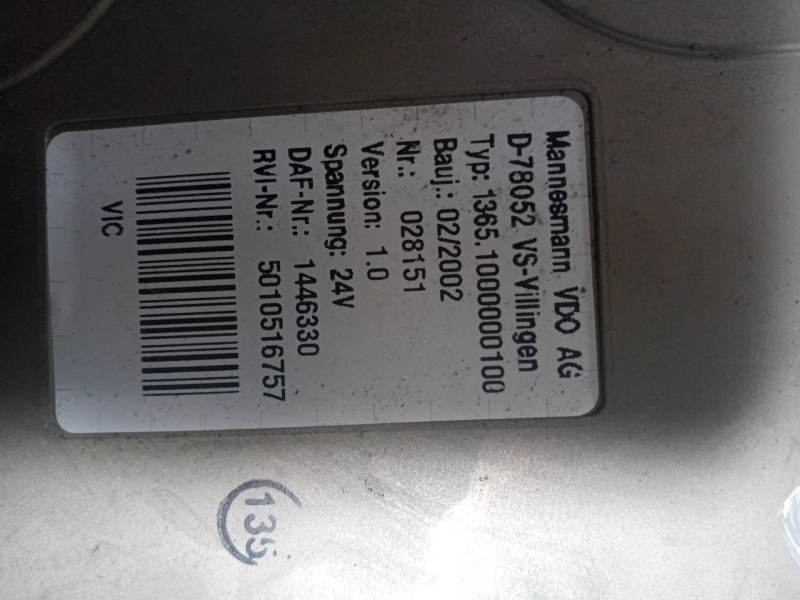 Mannesmann VDO AG
D-78052 VS-Villingen
Typ: 1365.1000000100
Bauj.: 02/2002
Nr.: 028151
Version: 1.0
Spannung: 24V
DAF-Nr.: 1446330
RVI-Nr.: 5010516757
VIC
135